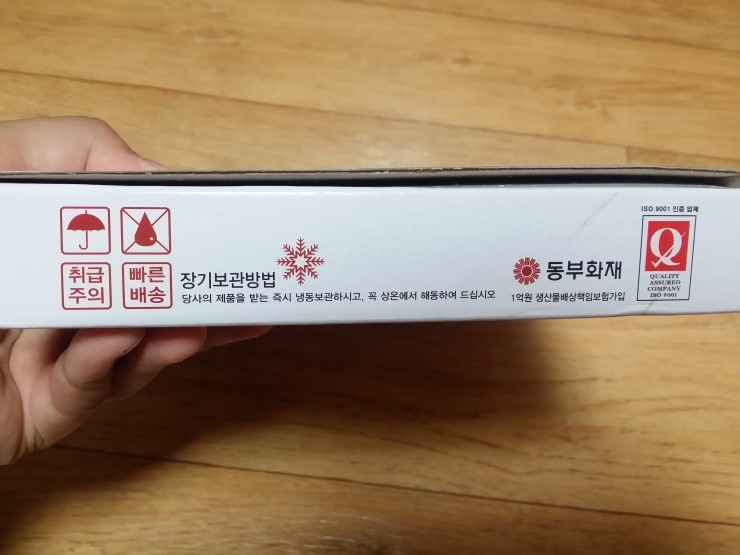 취급
주의
빠른
배송
장기보관방법
당사의 제품을 받는 즉시 냉동보관하시고, 꼭 상온에서 해동하여 드십시오
동부화재
1억원 생산물배상책임보험가입
ISO 9001 인증 업체
Q
QUALITY
ASSURED
COMPANY
ISO 9001